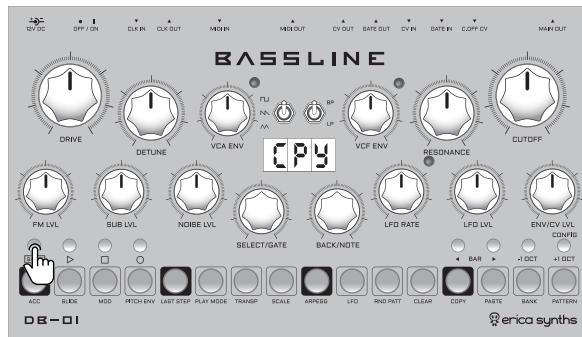 12V DC OFF / ON CLK IN CLK OUT MIDI IN MIDI OUT CV OUT GATE OUT CV IN GATE IN C.OFF CV MAIN OUT
BASSLINE
BP
LP
DRIVE DETUNE VCA ENV VCF ENV RESONANCE CUTOFF
CPY
FM LVL SUB LVL NOISE LVL SELECT/GATE BACK/NOTE LFO RATE LFO LVL ENV/CV LVL
CONFIG
BAR -1 OCT +1 OCT
ACC SLIDE MOD PITCH ENV LAST STEP PLAY MODE TRANSP SCALE ARPEGG LFO RND PATT CLEAR COPY PASTE BANK PATTERN
DB-01 erica synths